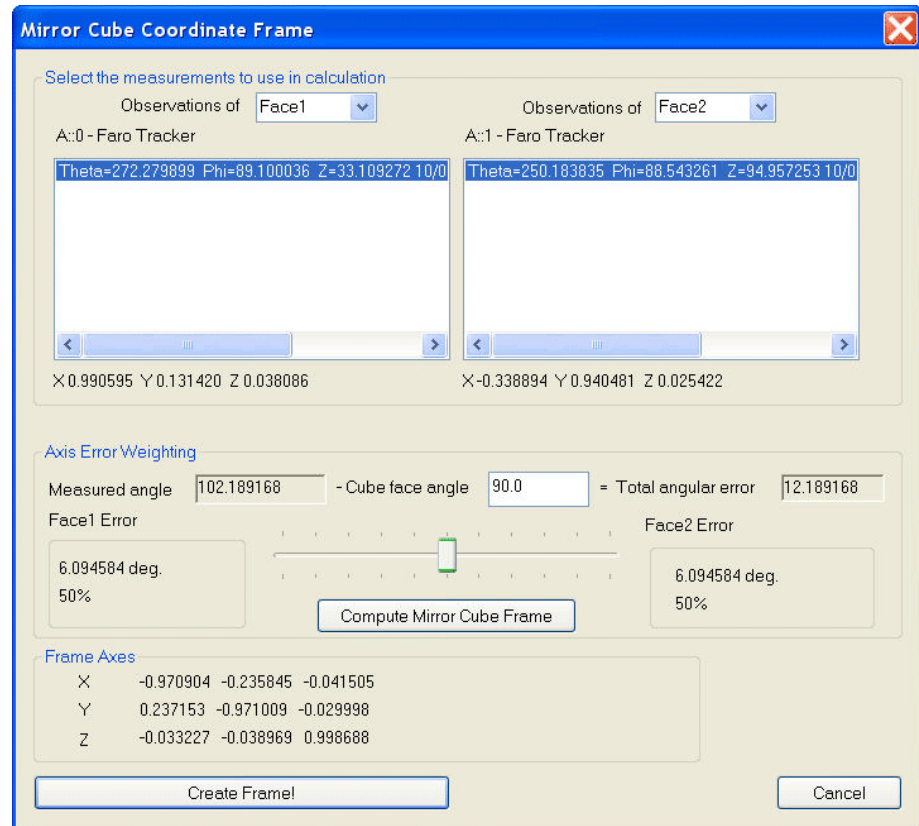 Mirror Cube Coordinate Frame
Select the measurements to use in calculation
Observations of Face1
Observations of Face2
A::0 - Faro Tracker
A::1 - Faro Tracker
Theta=272.279899 Phi=89.100036 Z=33.109272 10/0
Theta=250.183835 Phi=88.543261 Z=94.957253 10/0
X 0.990595 Y 0.131420 Z 0.038086
X -0.338894 Y 0.940481 Z 0.025422
Axis Error Weighting
Measured angle 102.189168 - Cube face angle 90.0 = Total angular error 12.189168
Face1 Error
Face2 Error
6.094584 deg.
50%
6.094584 deg.
50%
Compute Mirror Cube Frame
Frame Axes
X -0.970904 -0.235845 -0.041505
Y 0.237153 -0.971009 -0.029998
Z -0.033227 -0.038969 0.998688
Create Frame!
Cancel